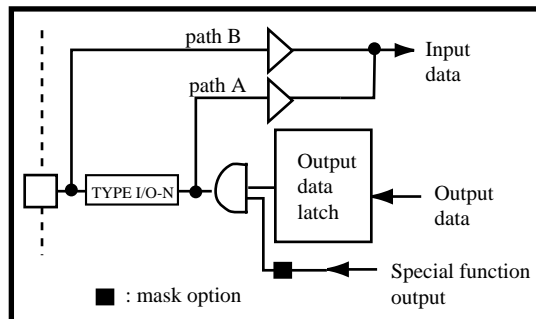 path B
Input
data
path A
Output
data
latch
TYPE I/O-N
Output
data
Special function
output
: mask option